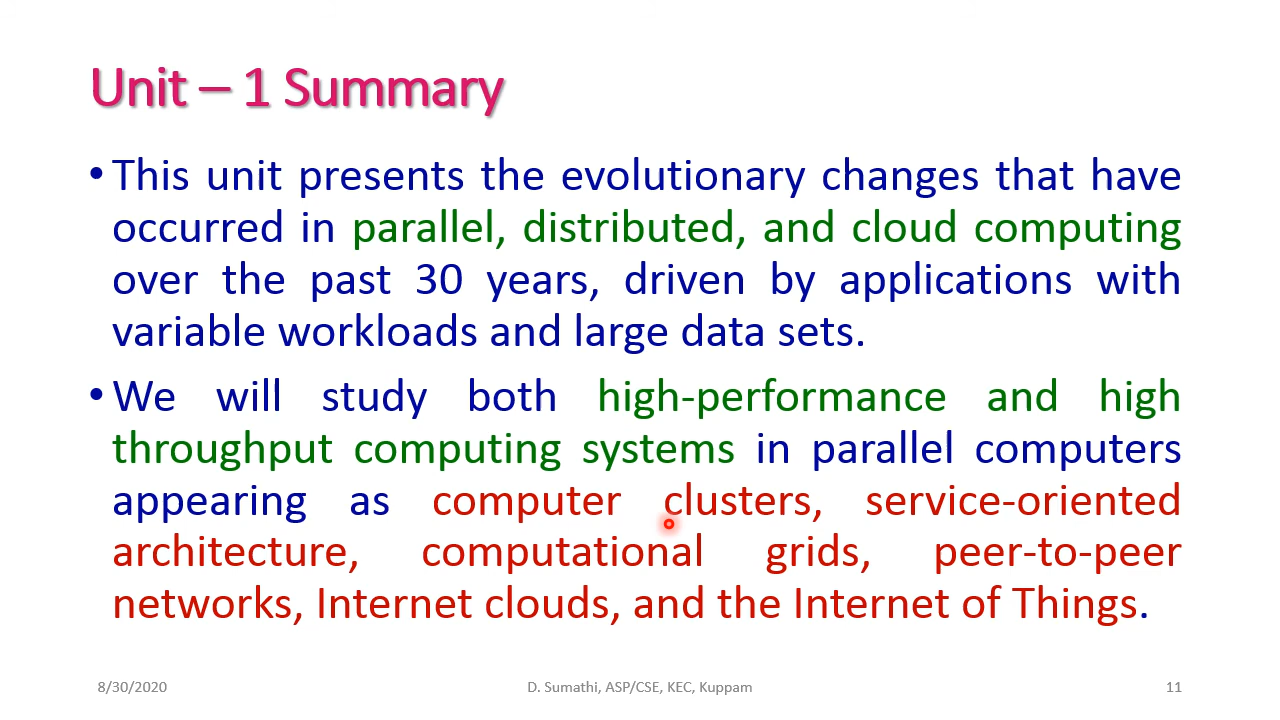 Unit – 1 Summary
• This unit presents the evolutionary changes that have
occurred in parallel, distributed, and cloud computing
over the past 30 years, driven by applications with
variable workloads and large data sets.
• We will study both high-performance and high
throughput computing systems in parallel computers
appearing as computer clusters, service-oriented
architecture, computational grids, peer-to-peer
networks, Internet clouds, and the Internet of Things.
8/30/2020 D. Sumathi, ASP/CSE, KEC, Kuppam 11